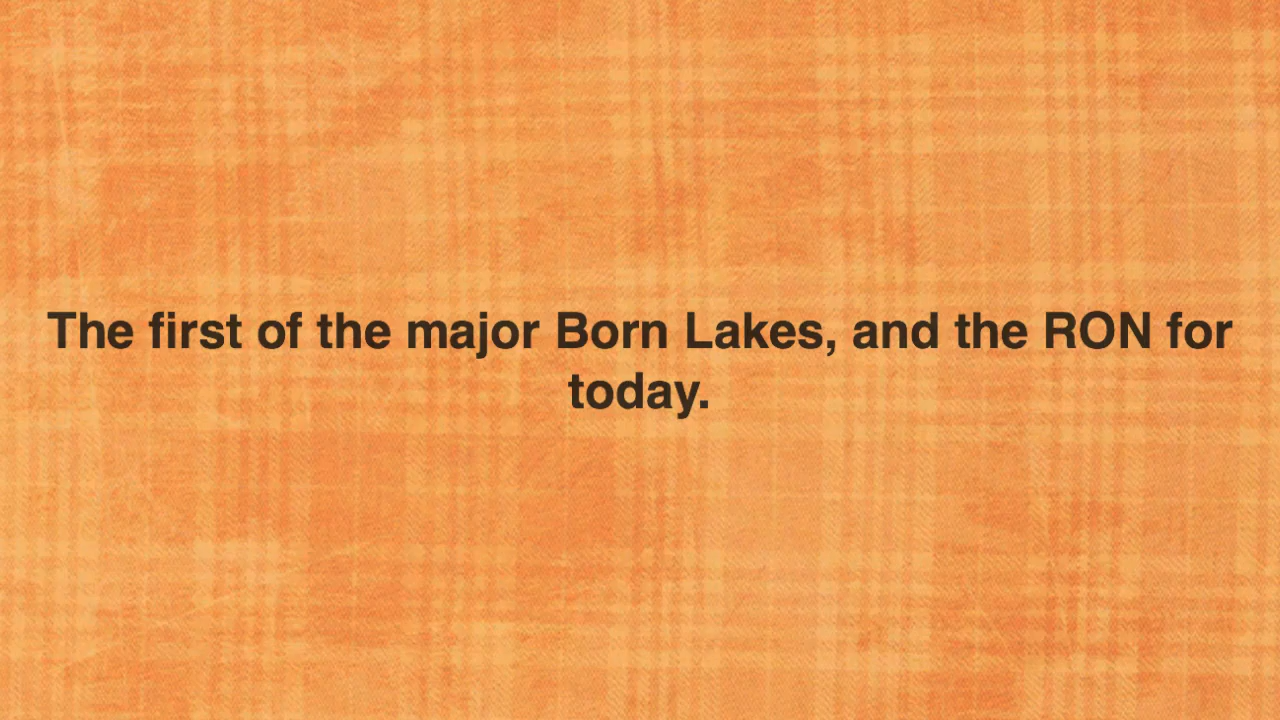 The first of the major Born Lakes, and the RON for
today.